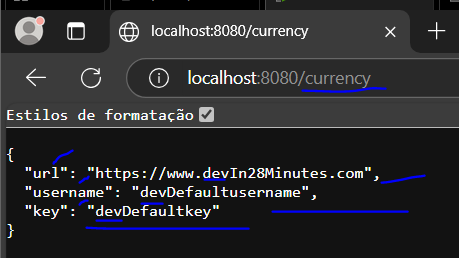 localhost:8080/currency
localhost:8080/currency
Estilos de formatação
{
"url": "https://www.devIn28Minutes.com",
"username": "devDefaultusername",
"key": "devDefaultkey"
}